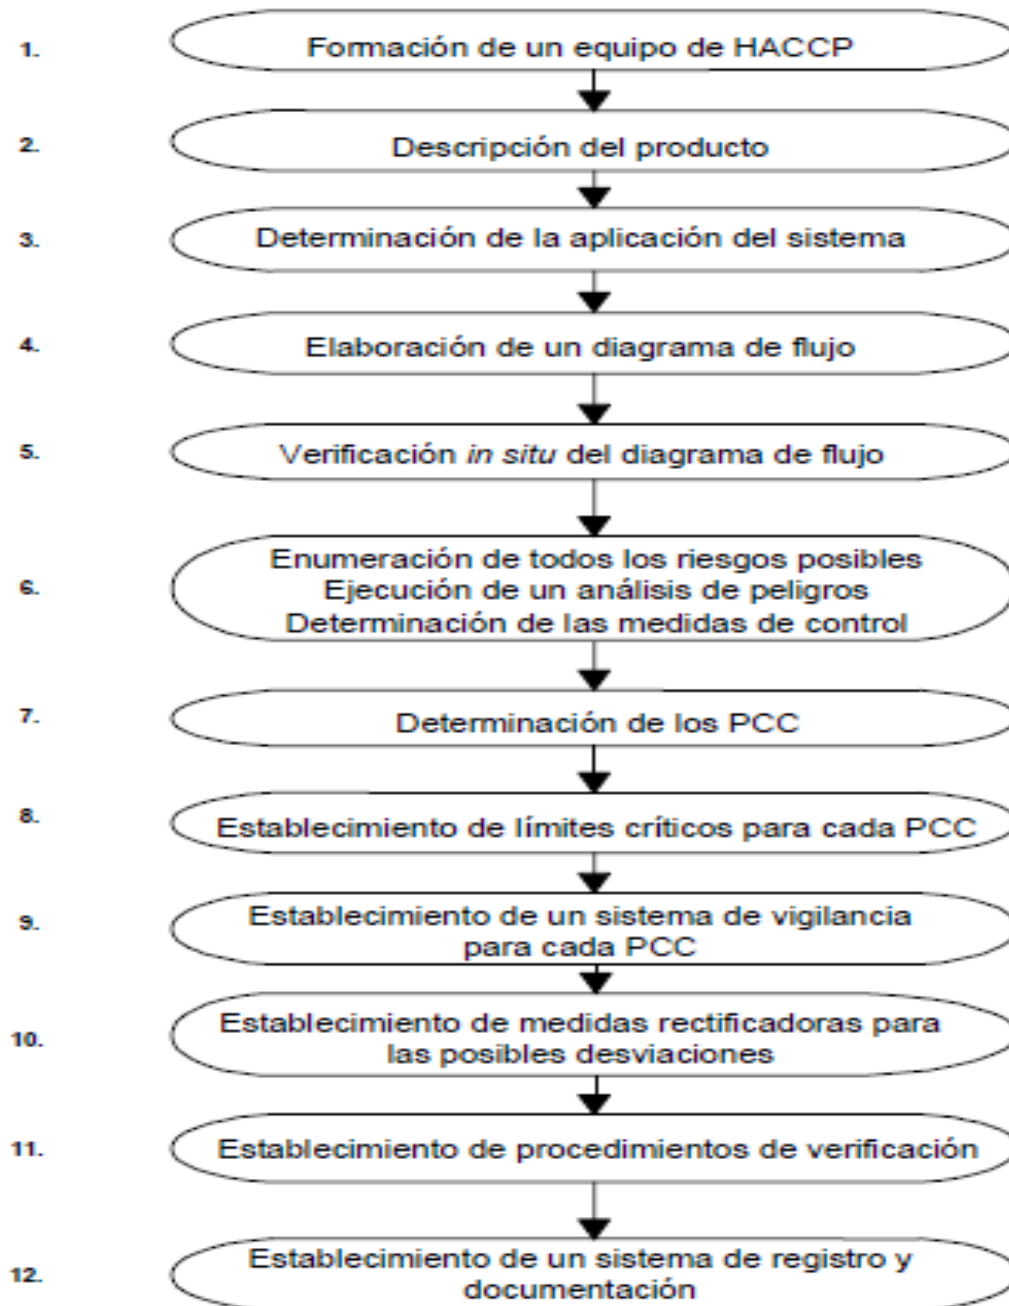 1. Formación de un equipo de HACCP
2. Descripción del producto
3. Determinación de la aplicación del sistema
4. Elaboración de un diagrama de flujo
5. Verificación in situ del diagrama de flujo
6. Enumeración de todos los riesgos posibles
Ejecución de un análisis de peligros
Determinación de las medidas de control
7. Determinación de los PCC
8. Establecimiento de límites críticos para cada PCC
9. Establecimiento de un sistema de vigilancia
para cada PCC
10. Establecimiento de medidas rectificadoras para
las posibles desviaciones
11. Establecimiento de procedimientos de verificación
12. Establecimiento de un sistema de registro y
documentación